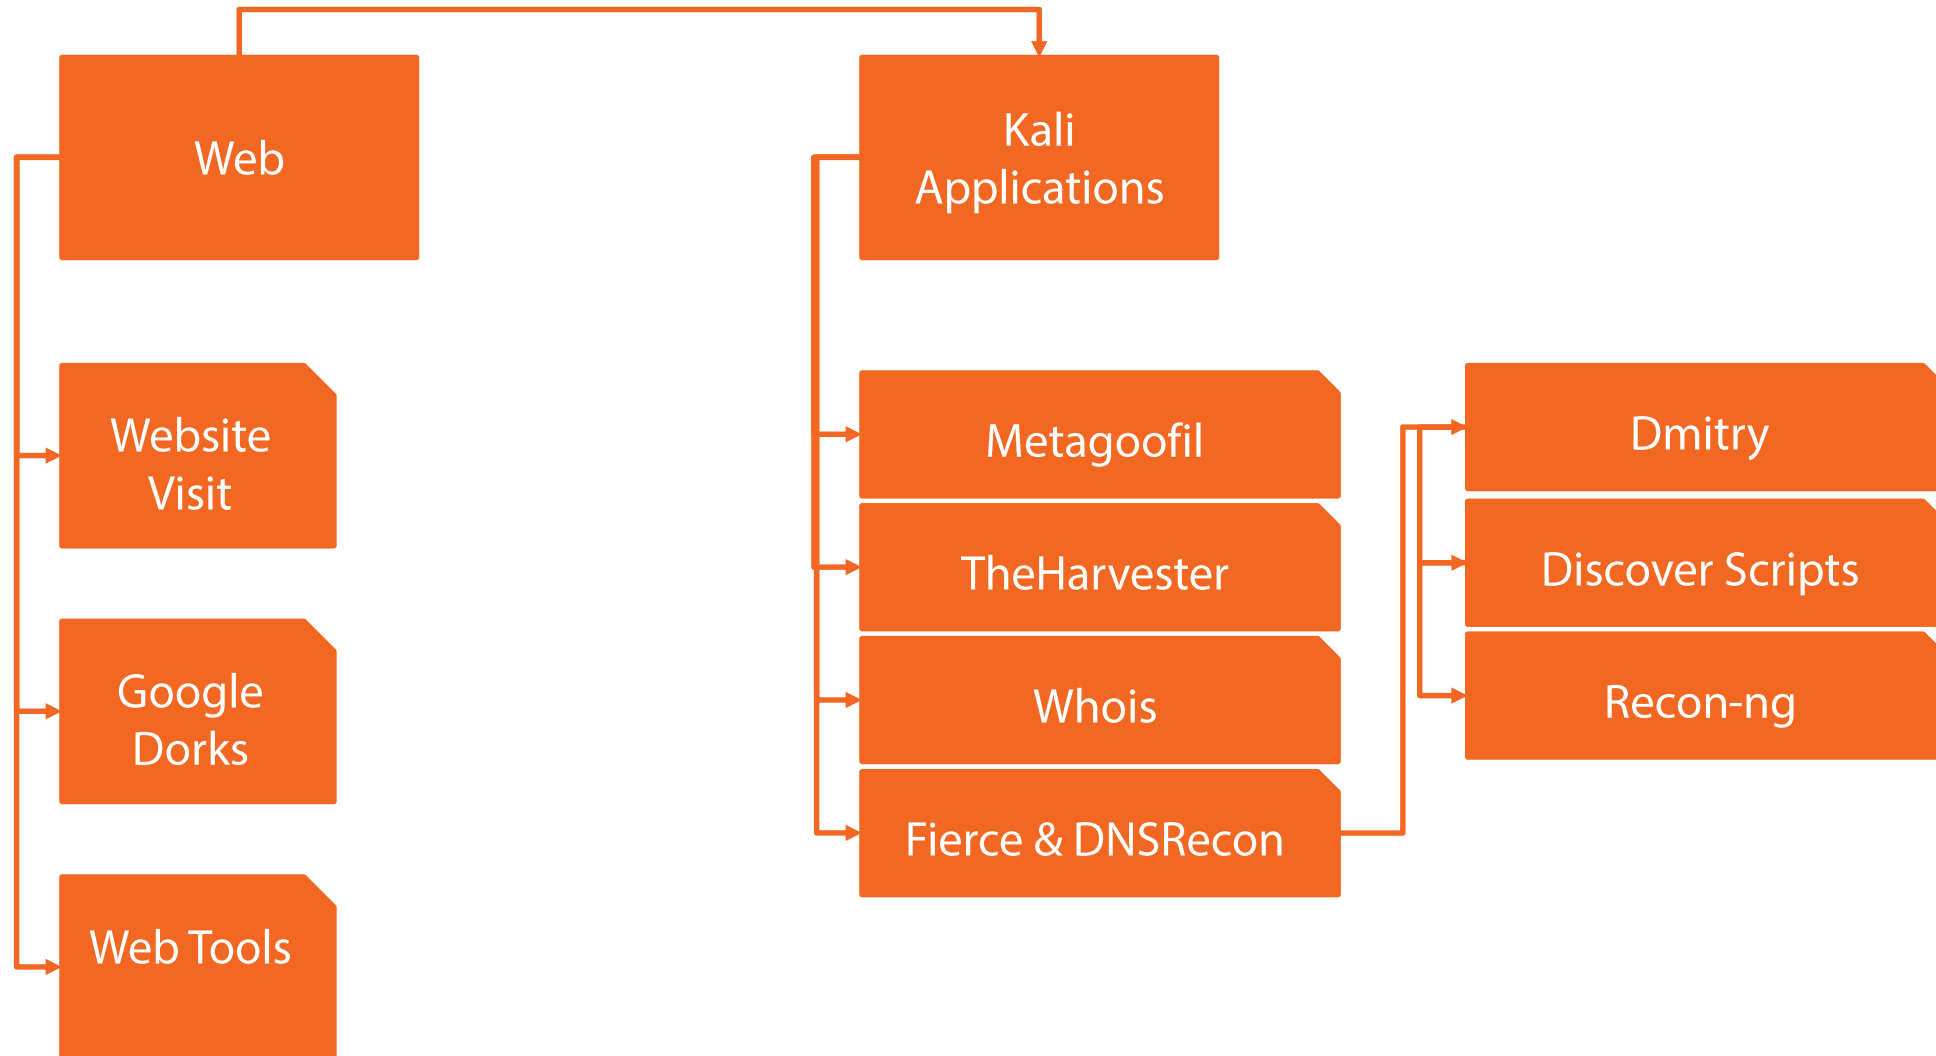 Web
Kali
Applications
Website
Visit
Google
Dorks
Web Tools
Metagoofil
TheHarvester
Whois
Fierce & DNSRecon
Dmitry
Discover Scripts
Recon-ng